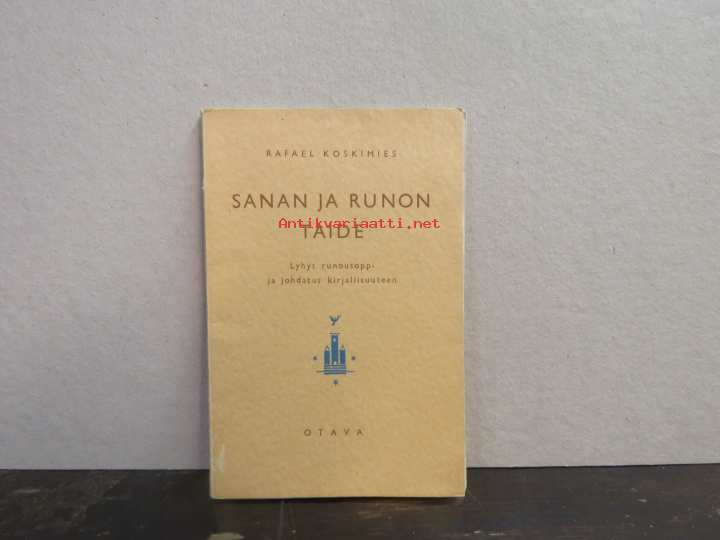 RAFAEL KOSKIMIES
SANAN JA RUNON
Antikvariaatti.net
TAIDE
Lyhyt runousoppi
ja johdatus kirjallisuuteen
OTAVA